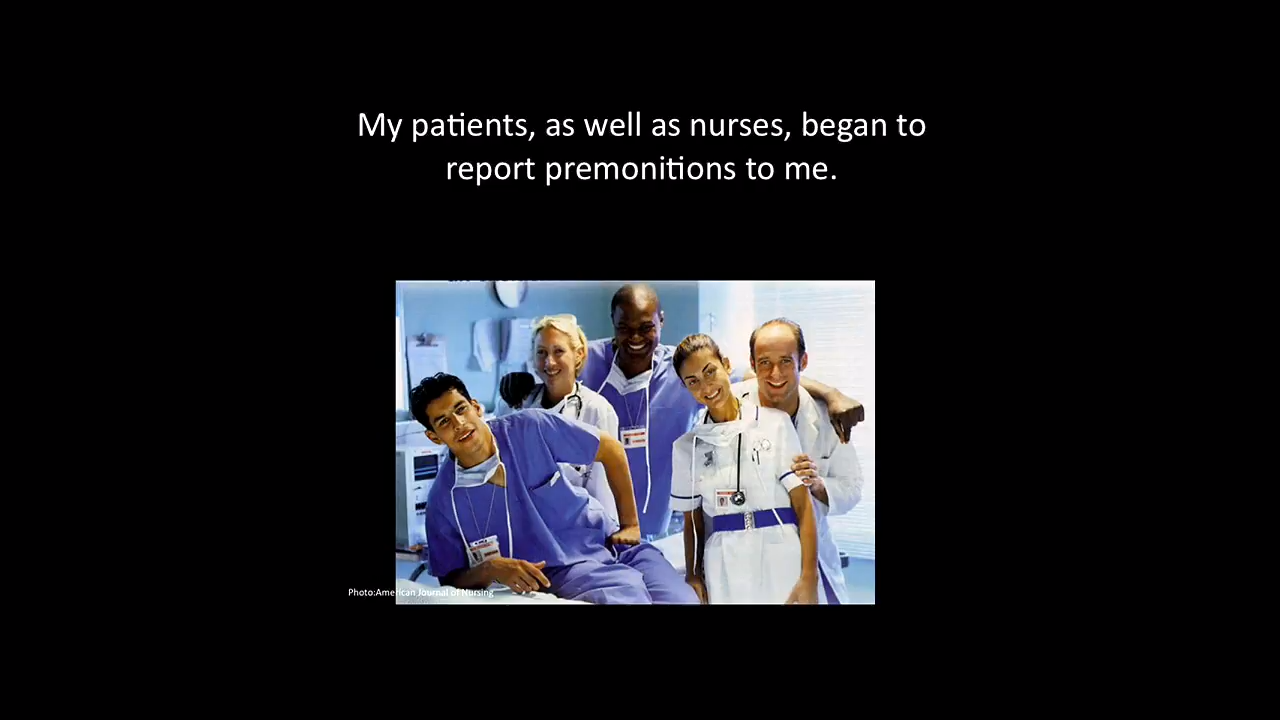 My patients, as well as nurses, began to
report premonitions to me.
Photo:American Journal of Nursing